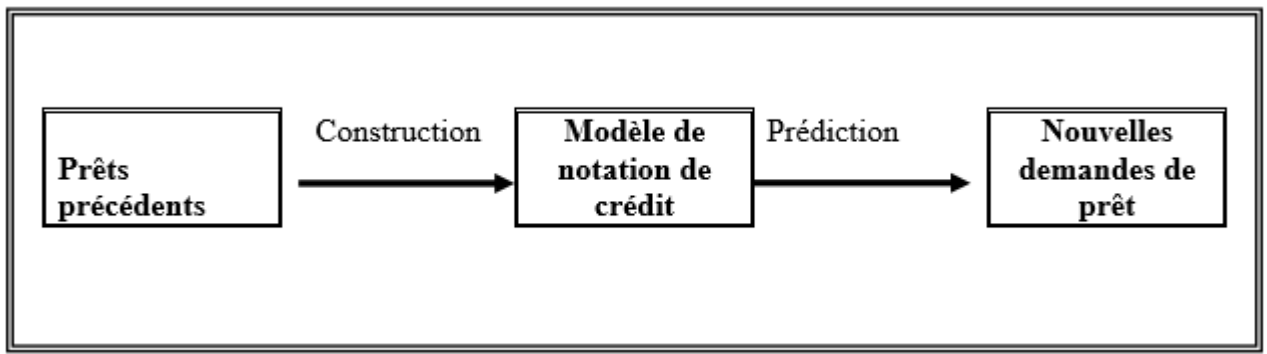 Prêts
précédents
Construction
Modèle de
notation de
crédit
Prédiction
Nouvelles
demandes de
prêt